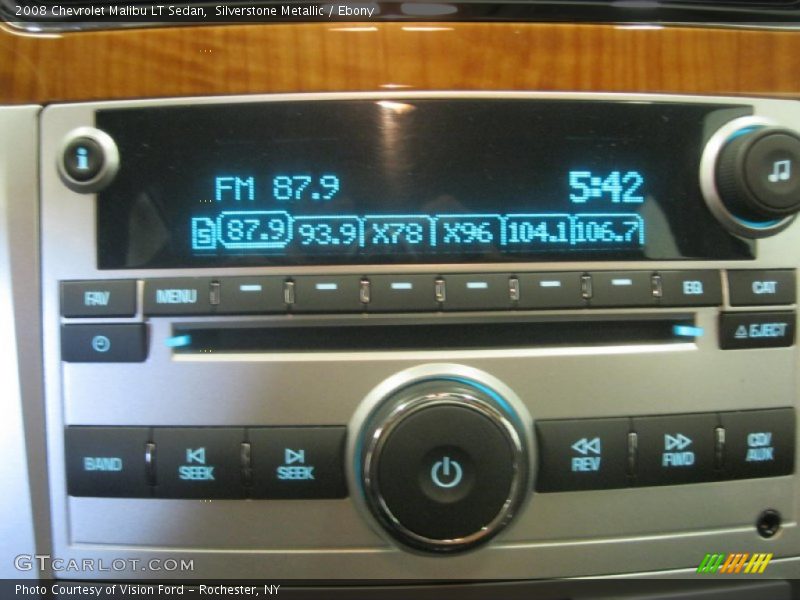 2008 Chevrolet Malibu LT Sedan, Silverstone Metallic / Ebony
i
FM 87.9 5:42
87.9 93.9 X78 X96 104.1 106.7
FAV MENU EQ CAT
EJECT
BAND SEEK SEEK REV FWD CD/AUX
GTCARLOT.COM
Photo Courtesy of Vision Ford – Rochester, NY